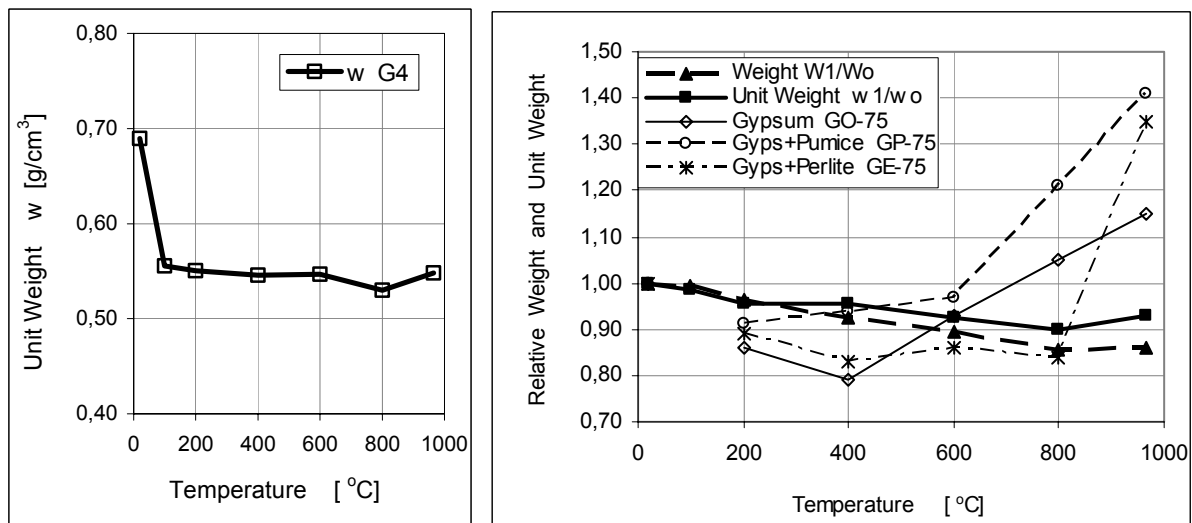 0,80
0,70
0,60
0,50
0,40
Unit Weight w [g/cm³]
w G4
0 200 400 600 800 1000
Temperature [ °C]
1,50
1,40
1,30
1,20
1,10
1,00
0,90
0,80
0,70
Relative Weight and Unit Weight
Weight W1/Wo
Unit Weight w1/wo
Gypsum GO-75
Gyps+Pumice GP-75
Gyps+Perlite GE-75
0 200 400 600 800 1000
Temperature [ °C]